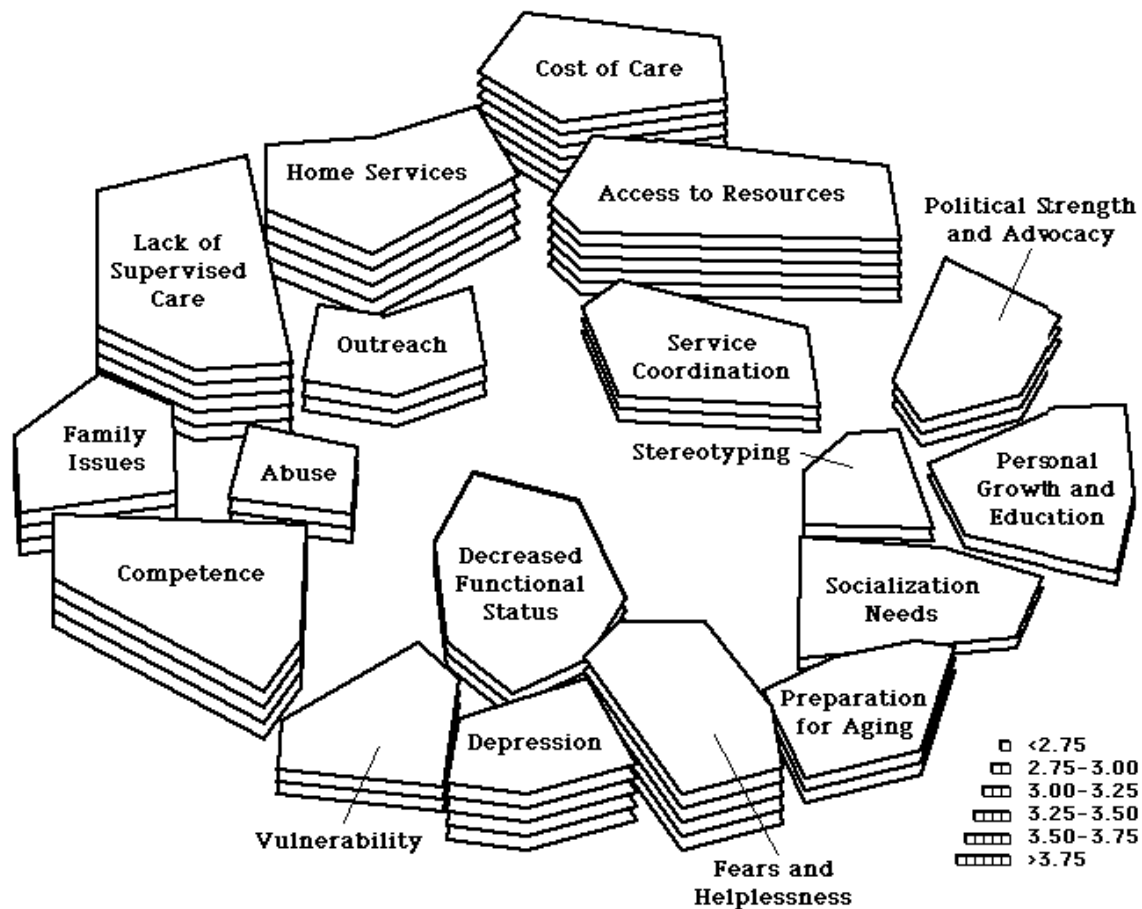 Cost of Care
Home Services
Access to Resources
Political Strength
and Advocacy
Lack of
Supervised
Care
Outreach
Service
Coordination
Family
Issues
Abuse
Stereotyping
Personal
Growth and
Education
Competence
Decreased
Functional
Status
Socialization
Needs
Preparation
for Aging
Depression
Vulnerability
Fears and
Helplessness
<2.75
2.75-3.00
3.00-3.25
3.25-3.50
3.50-3.75
>3.75